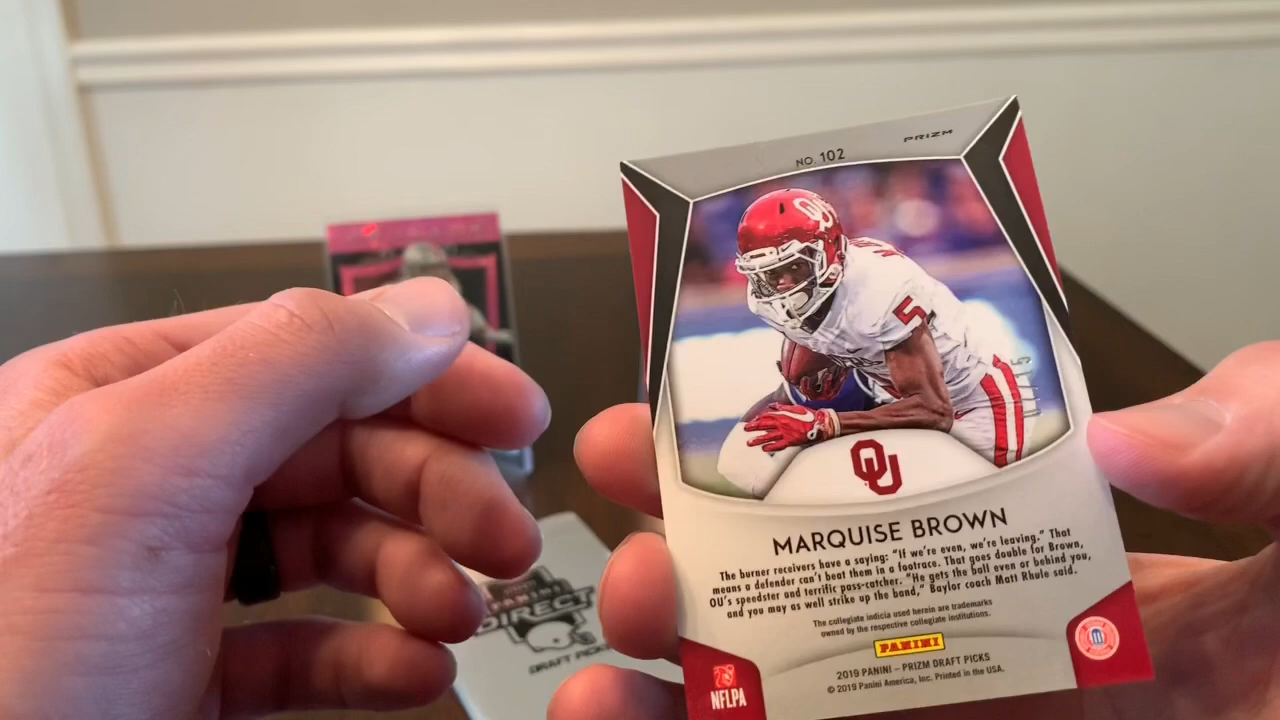 PRIZM
NO. 102
OU
5
OU
MARQUISE BROWN
The burner receivers have a saying: "If we're even, we're leaving." That
means a defender can't beat them in a footrace. That goes double for Brown,
OU's speedster and terrific pass-catcher. "He gets the ball even or behind you,
and you may as well strike up the band," Baylor coach Matt Rhule said.
The collegiate indicia used herein are trademarks
owned by the respective collegiate institutions.
PANINI
2019 PANINI – PRIZM DRAFT PICKS
© 2019 Panini America, Inc. Printed in the USA.
NFLPA
PANINI
DIRECT
DRAFT PICKS